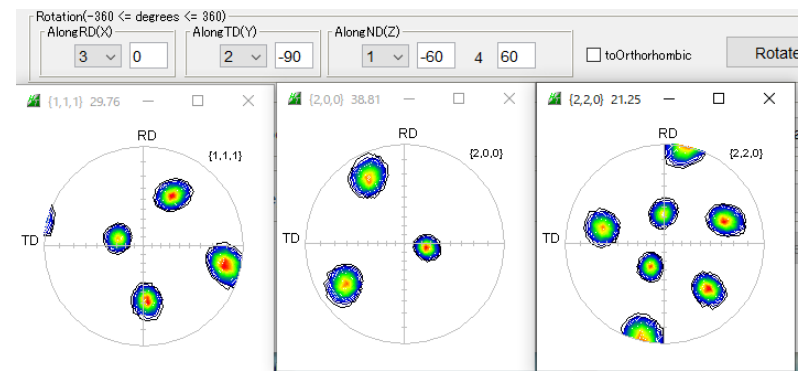 Rotation(-360 <= degrees <= 360)
AlongRD(X) AlongTD(Y) AlongND(Z)
3 0 2 -90 1 -60 4 60 toOrthorhombic Rotate
{1,1,1} 29.76
{2,0,0} 38.81
{2,2,0} 21.25
RD
{1,1,1}
TD
RD
{2,0,0}
TD
RD
{2,2,0}
TD